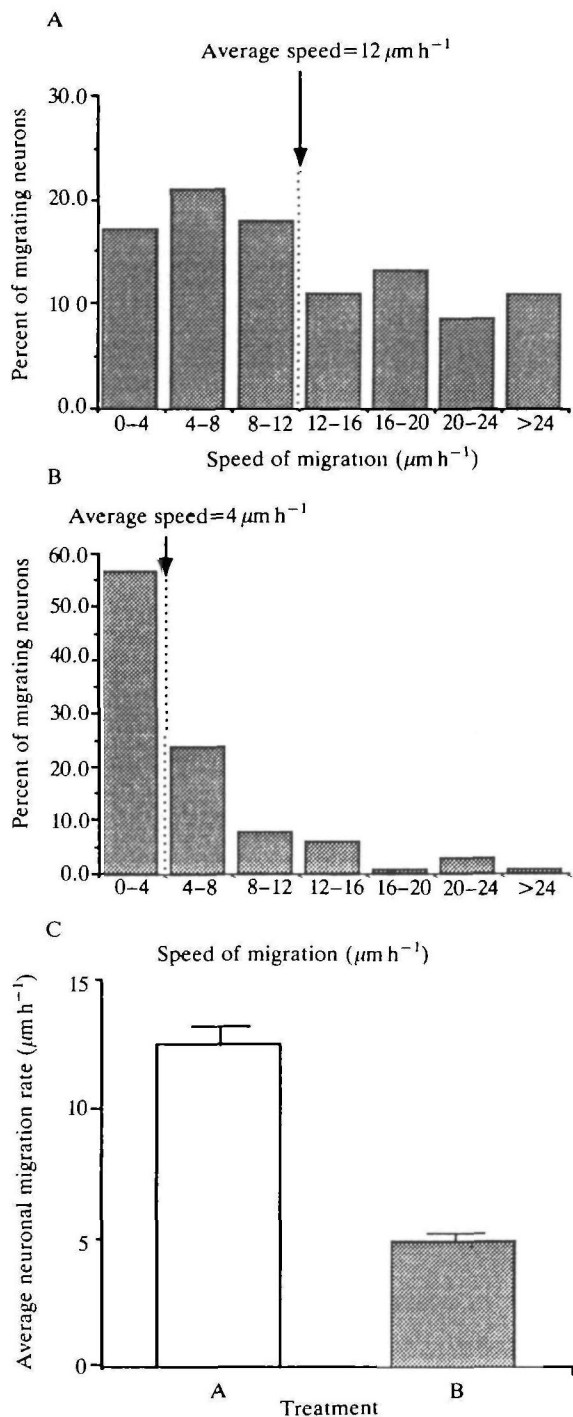 A
Average speed=12 μm h⁻¹
30.0
20.0
10.0
0.0
Percent of migrating neurons
0–4 4–8 8–12 12–16 16–20 20–24 >24
Speed of migration (μm h⁻¹)
B
Average speed=4 μm h⁻¹
60.0
50.0
40.0
30.0
20.0
10.0
0.0
Percent of migrating neurons
0–4 4–8 8–12 12–16 16–20 20–24 >24
Speed of migration (μm h⁻¹)
C
15
10
5
0
Average neuronal migration rate (μm h⁻¹)
A B
Treatment